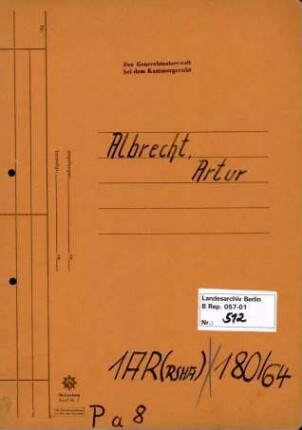 Nr.
Der Generalstaatsanwalt
bei dem Kammergericht
Albrecht,
Artur
Landesarchiv Berlin
B Rep. 057-01
Nr.: 512
1AR(RSHA) 180/64
Pa 8